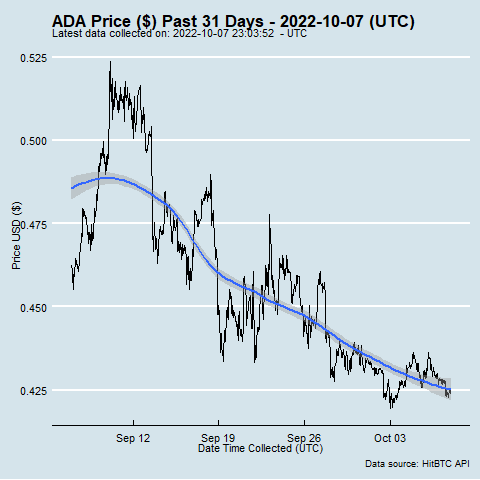 ADA Price ($) Past 31 Days - 2022-10-07 (UTC)
Latest data collected on: 2022-10-07 23:03:52 - UTC
Price USD ($)
0.525
0.500
0.475
0.450
0.425
Sep 12
Sep 19
Sep 26
Oct 03
Date Time Collected (UTC)
Data source: HitBTC API